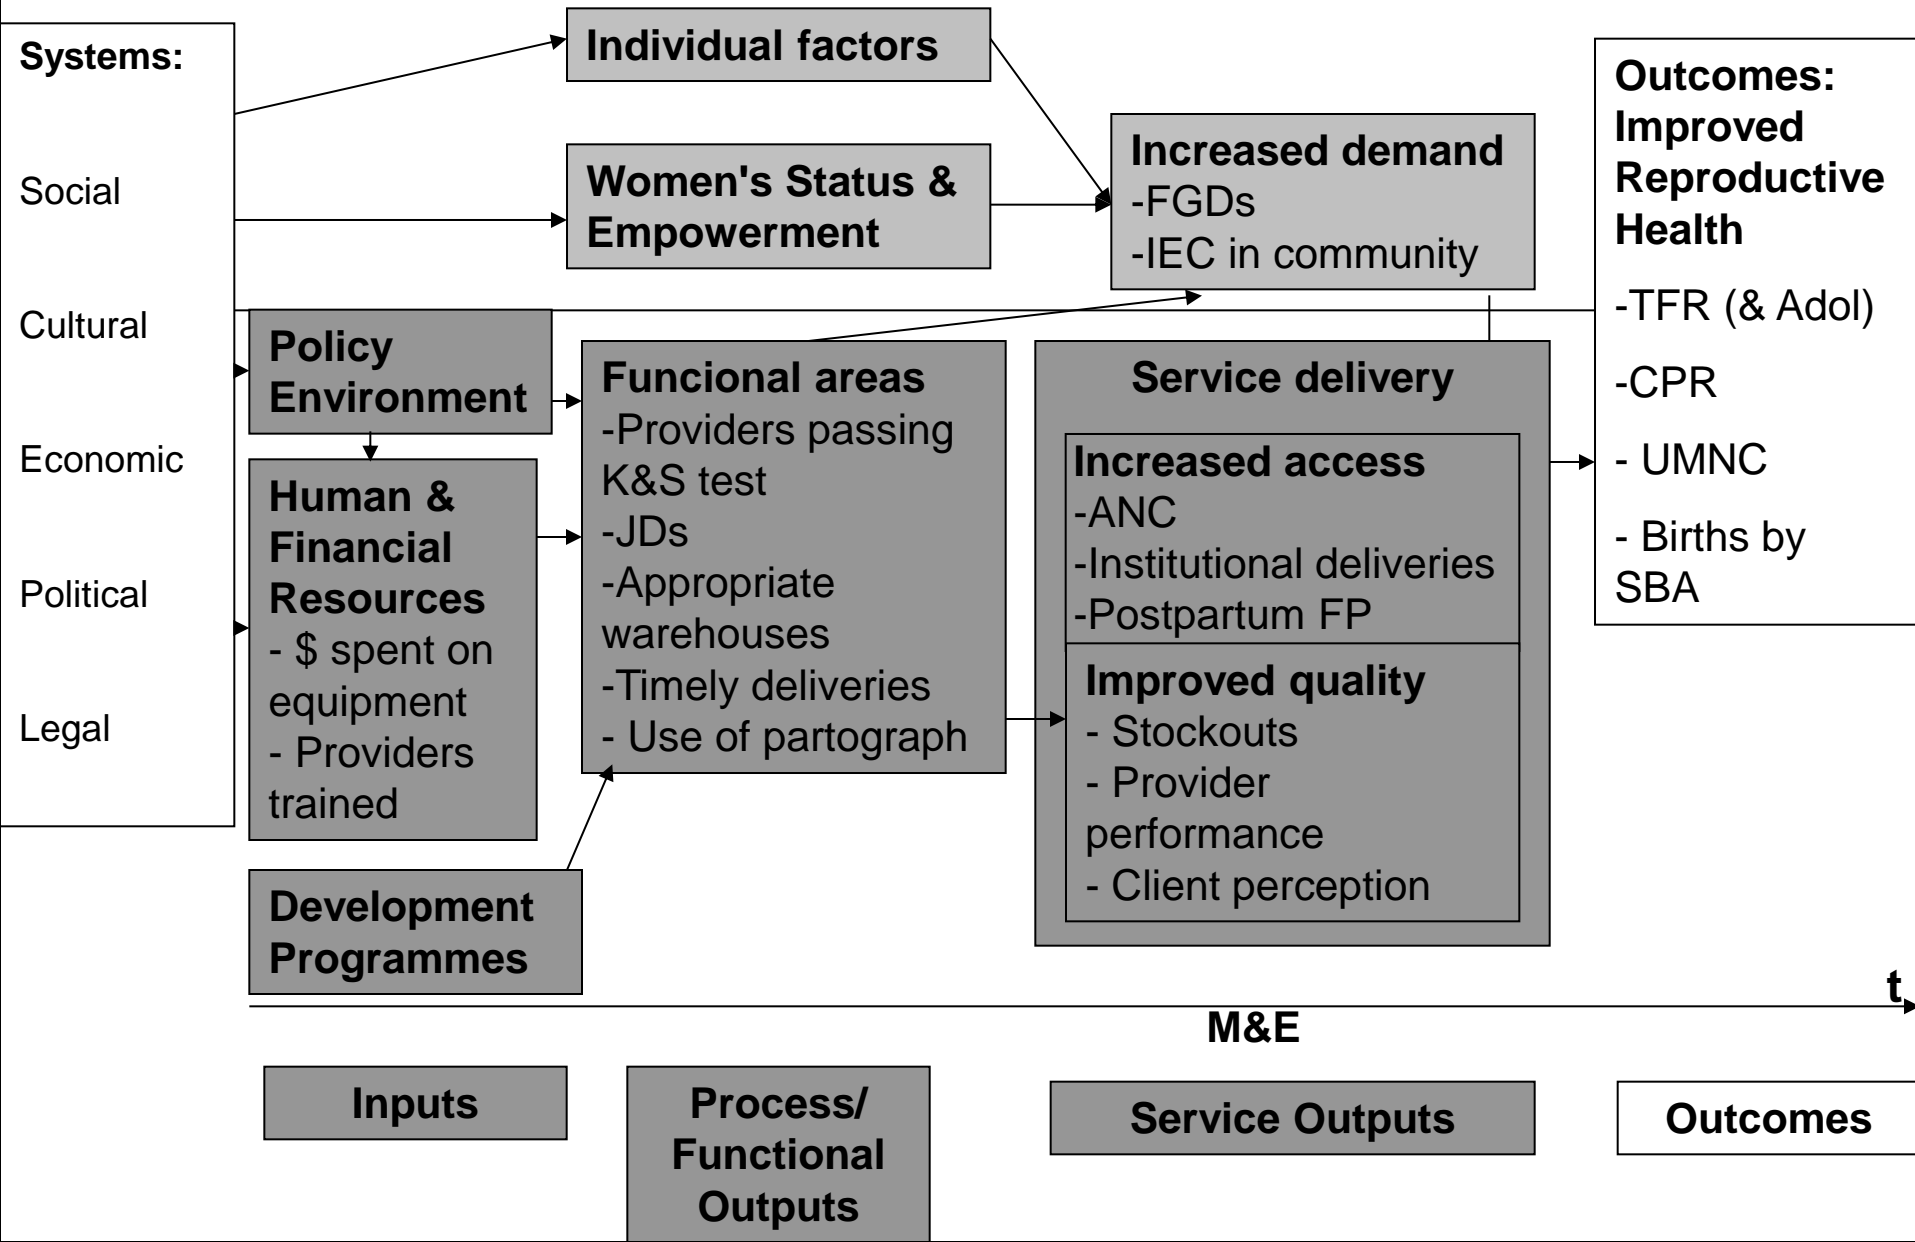 Systems:
Social
Cultural
Economic
Political
Legal
Individual factors
Women's Status &
Empowerment
Policy
Environment
Human &
Financial
Resources
- $ spent on
equipment
- Providers
trained
Development
Programmes
Funcional areas
-Providers passing
K&S test
-JDs
-Appropriate
warehouses
-Timely deliveries
- Use of partograph
Increased demand
-FGDs
-IEC in community
Service delivery
Increased access
-ANC
-Institutional deliveries
-Postpartum FP
Improved quality
- Stockouts
- Provider
performance
- Client perception
Outcomes:
Improved
Reproductive
Health
-TFR (& Adol)
-CPR
- UMNC
- Births by
SBA
t
M&E
Inputs
Process/
Functional
Outputs
Service Outputs
Outcomes